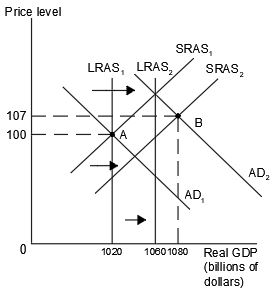 Price level
LRAS1 LRAS2 SRAS1
SRAS2
107
100
A
B
AD1
AD2
0
1020 1060 1080 Real GDP
(billions of
dollars)